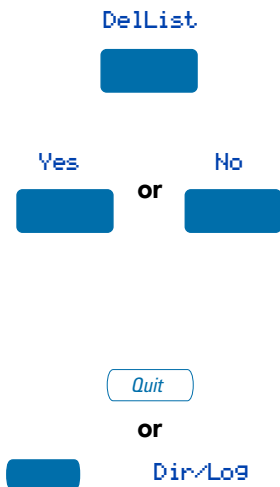 DelList
Yes or No
Quit
or
Dir/Log